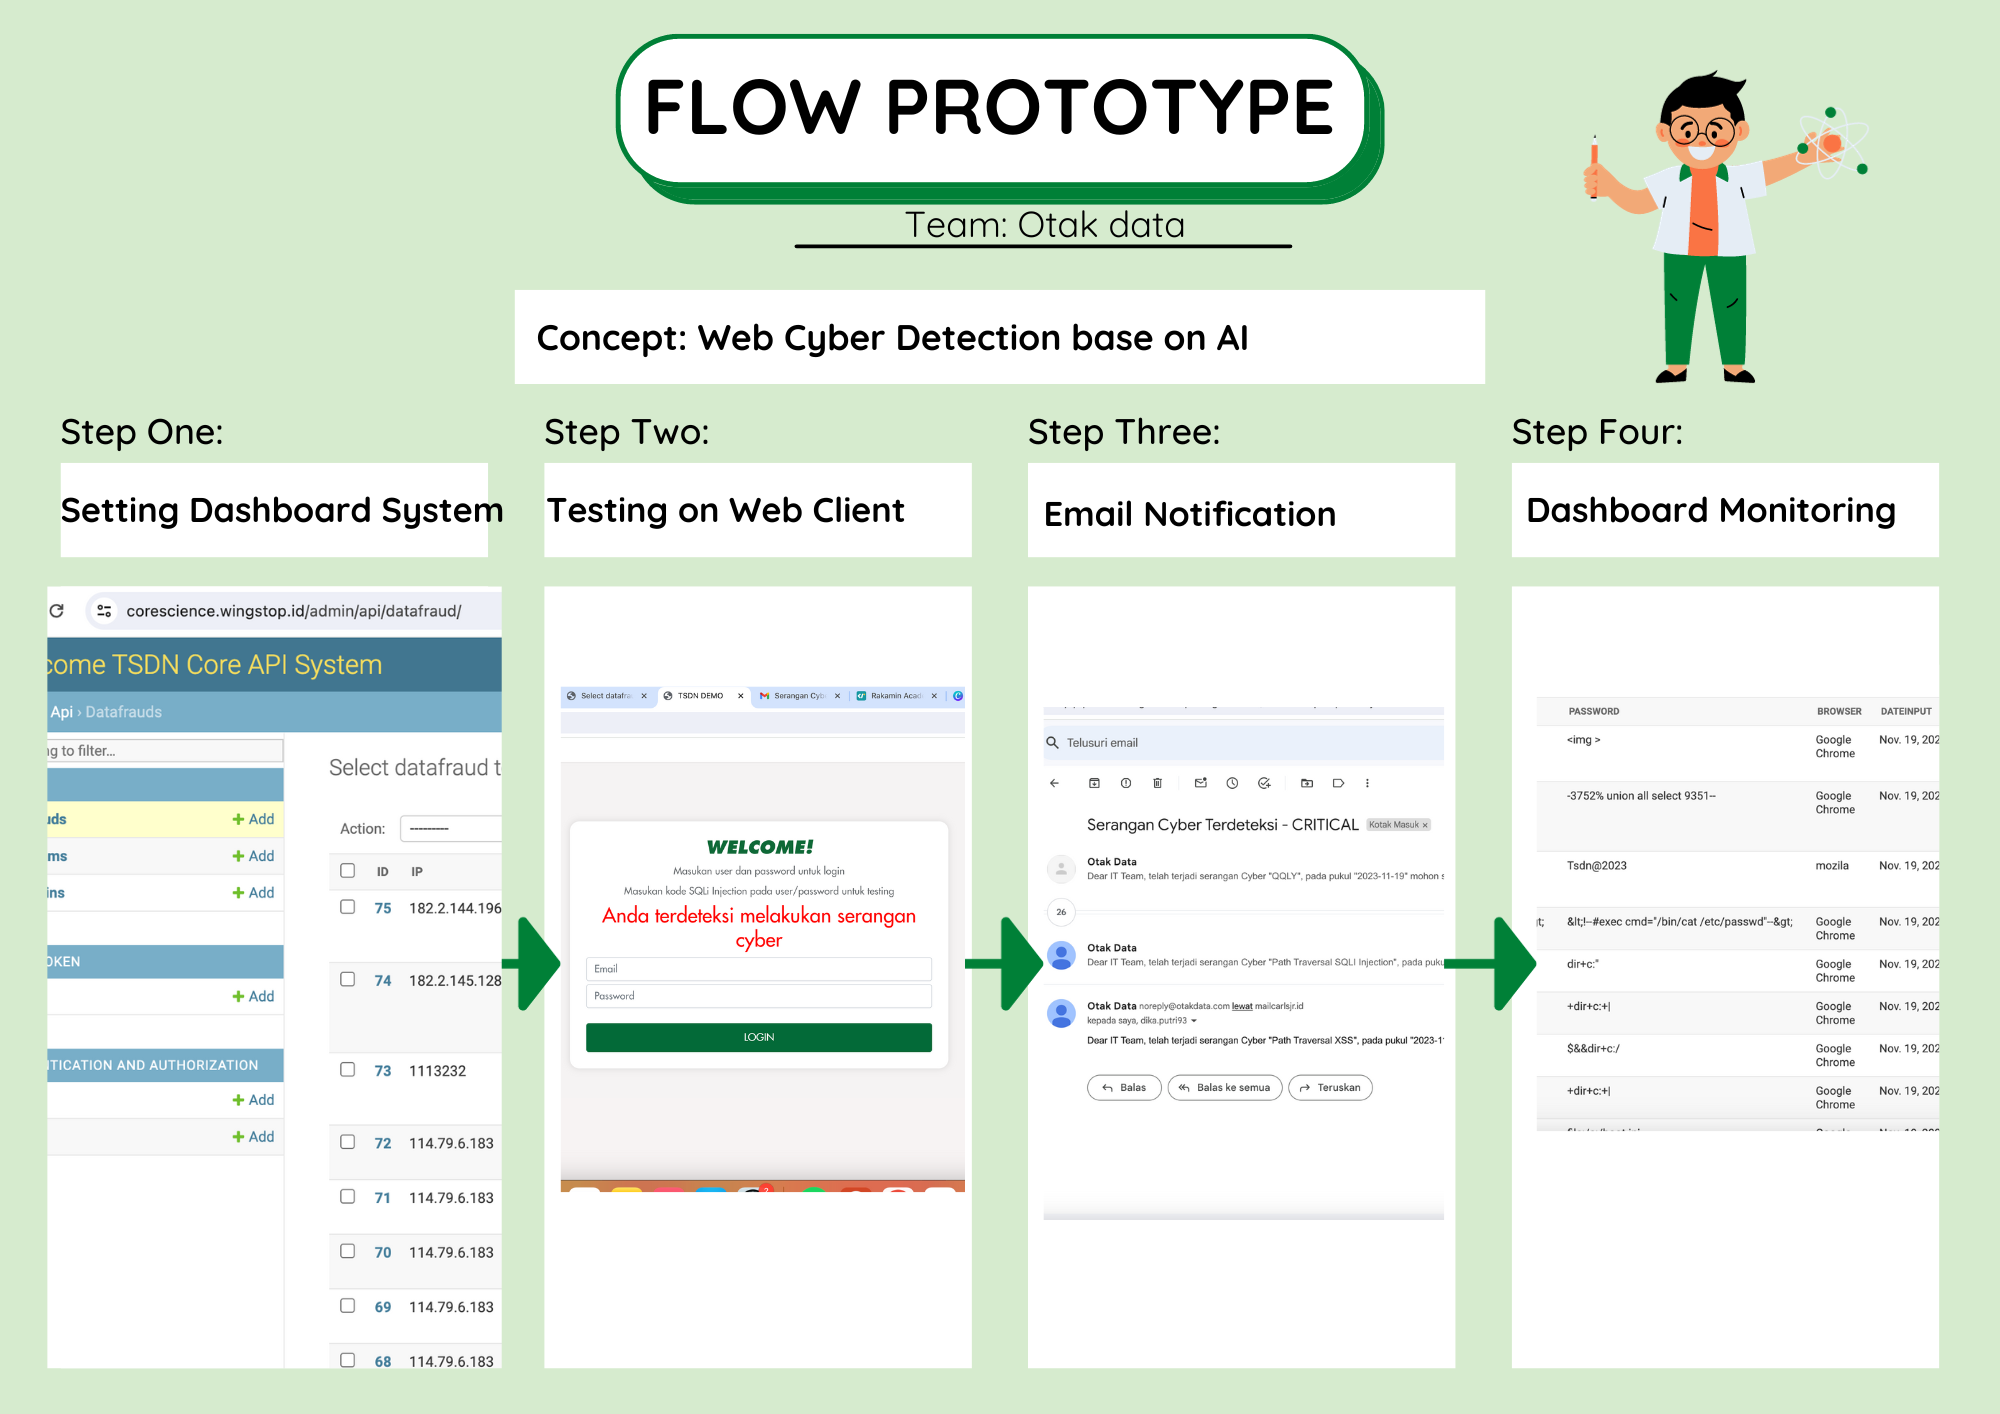 FLOW PROTOTYPE
Team: Otak data
Concept: Web Cyber Detection base on AI
Step One:
Setting Dashboard System
corescience.wingstop.id/admin/api/datafraud/
come TSDN Core API System
Api › Datafrauds
ng to filter...
Select datafraud t
uds
+ Add
ms
+ Add
ins
+ Add
OKEN
+ Add
TICATION AND AUTHORIZATION
+ Add
+ Add
Action: ---------
ID IP
75 182.2.144.196
74 182.2.145.128
73 1113232
72 114.79.6.183
71 114.79.6.183
70 114.79.6.183
69 114.79.6.183
68 114.79.6.183
Step Two:
Testing on Web Client
Select datafra × TSDN DEMO × Serangan Cyb × Rakamin Acad ×
WELCOME!
Masukan user dan password untuk login
Masukan kode SQLi Injection pada user/password untuk testing
Anda terdeteksi melakukan serangan
cyber
Email
Password
LOGIN
2
Step Three:
Email Notification
Telusuri email
Serangan Cyber Terdeteksi - CRITICAL Kotak Masuk ×
Otak Data
Dear IT Team, telah terjadi serangan Cyber "QQLY", pada pukul "2023-11-19" mohon s
26
Otak Data
Dear IT Team, telah terjadi serangan Cyber "Path Traversal SQLI Injection", pada puku
Otak Data noreply@otakdata.com lewat mailcarlsjr.id
kepada saya, dika.putri93
Dear IT Team, telah terjadi serangan Cyber "Path Traversal XSS", pada pukul "2023-1
Balas Balas ke semua Teruskan
Step Four:
Dashboard Monitoring
PASSWORD BROWSER DATEINPUT
<img > Google Chrome Nov. 19, 202
-3752% union all select 9351-- Google Chrome Nov. 19, 202
Tsdn@2023 mozila Nov. 19, 202
gt; &lt;!--#exec cmd="/bin/cat /etc/passwd"--&gt; Google Chrome Nov. 19, 202
dir+c:" Google Chrome Nov. 19, 202
+dir+c:+| Google Chrome Nov. 19, 202
$&&dir+c:/ Google Chrome Nov. 19, 202
+dir+c:+| Google Chrome Nov. 19, 202